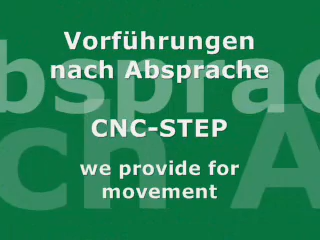 Vorführungen
nach Absprache
CNC-STEP
we provide for
movement